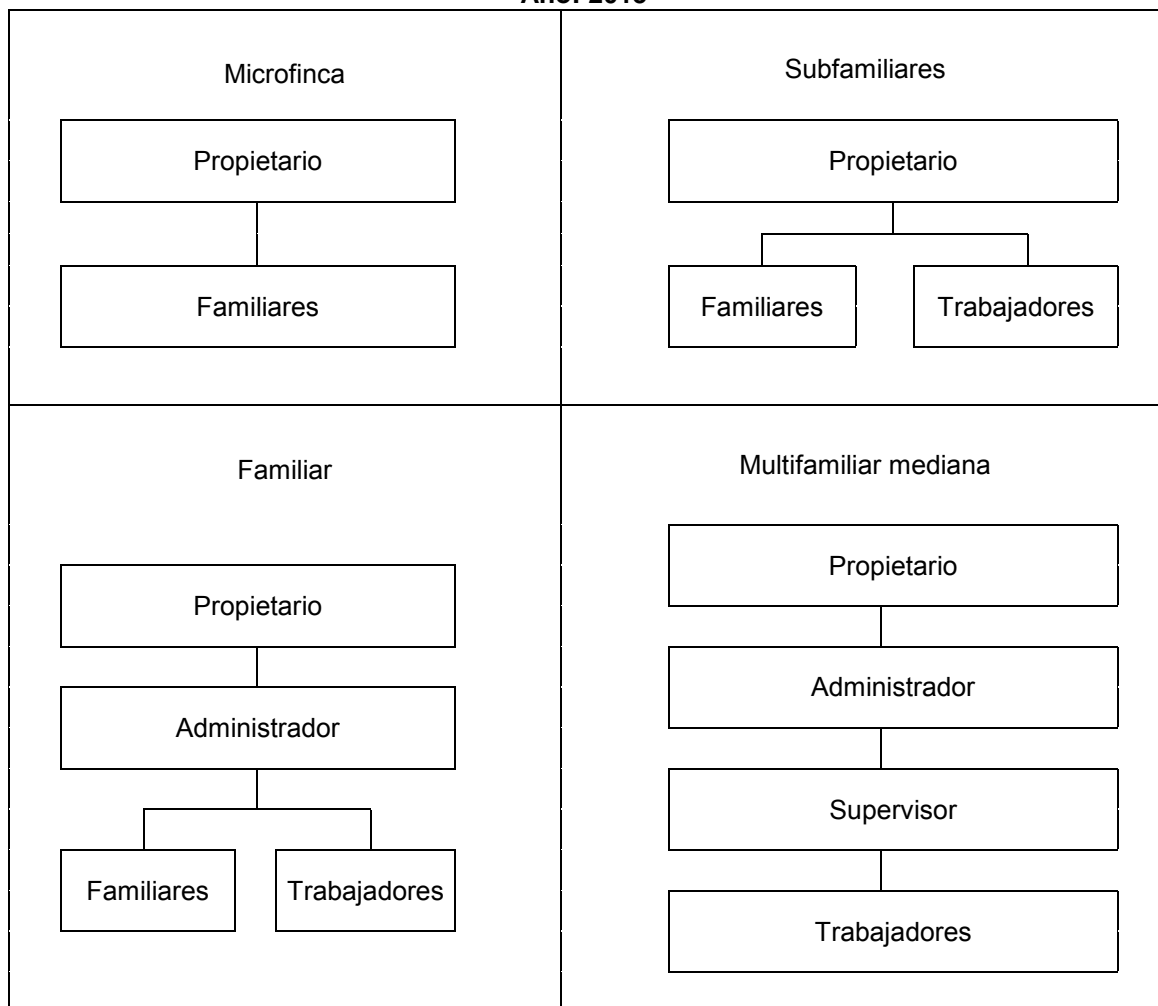 Microfinca
Propietario
Familiares
Subfamiliares
Propietario
Familiares Trabajadores
Familiar
Propietario
Administrador
Familiares Trabajadores
Multifamiliar mediana
Propietario
Administrador
Supervisor
Trabajadores